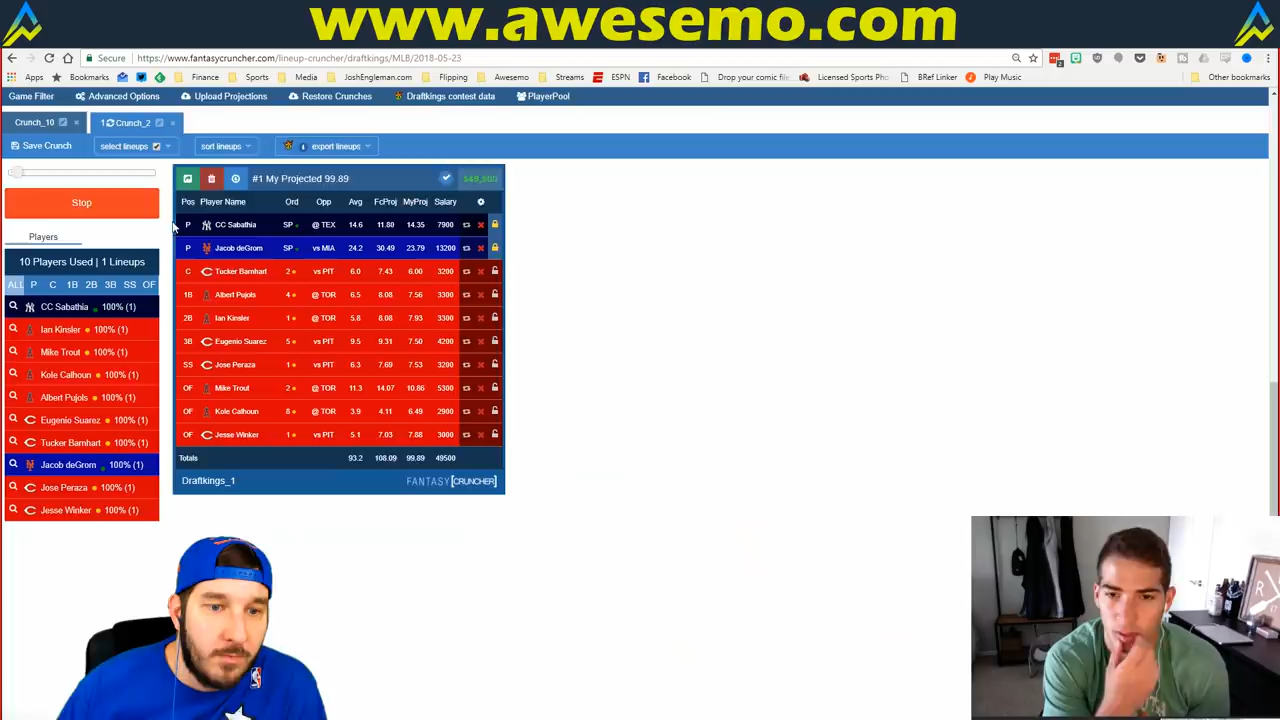 www.awesemo.com
Secure https://www.fantasycruncher.com/lineup-cruncher/draftkings/MLB/2018-05-23
Apps Bookmarks Finance Sports Media JoshEngleman.com Flipping Awesemo Streams ESPN Facebook Drop your comic file Licensed Sports Pho BRef Linker Play Music Other bookmarks
Game Filter Advanced Options Upload Projections Restore Crunches Draftkings contest data PlayerPool
Crunch_10 × 1 Crunch_2 ×
Save Crunch select lineups sort lineups export lineups
#1 My Projected 99.89
Stop
Players
10 Players Used | 1 Lineups
ALL P C 1B 2B 3B SS OF
CC Sabathia 100% (1)
Ian Kinsler 100% (1)
Mike Trout 100% (1)
Kole Calhoun 100% (1)
Albert Pujols 100% (1)
Eugenio Suarez 100% (1)
Tucker Barnhart 100% (1)
Jacob deGrom 100% (1)
Jose Peraza 100% (1)
Jesse Winker 100% (1)
Pos Player Name Ord Opp Avg FcProj MyProj Salary
P CC Sabathia SP @ TEX 14.6 11.80 14.35 7900
P Jacob deGrom SP vs MIA 24.2 30.49 23.79 13200
C Tucker Barnhart 2 vs PIT 6.0 7.43 6.00 3200
1B Albert Pujols 4 @ TOR 6.5 8.08 7.56 3300
2B Ian Kinsler 1 @ TOR 5.8 8.08 7.93 3300
3B Eugenio Suarez 5 vs PIT 9.5 9.31 7.50 4200
SS Jose Peraza 1 vs PIT 6.3 7.69 7.53 3200
OF Mike Trout 2 @ TOR 11.3 14.07 10.86 5300
OF Kole Calhoun 8 @ TOR 3.9 4.11 6.49 2900
OF Jesse Winker 1 vs PIT 5.1 7.03 7.88 3000
Totals 93.2 108.09 99.89 49500
Draftkings_1 FANTASY [CRUNCHER]